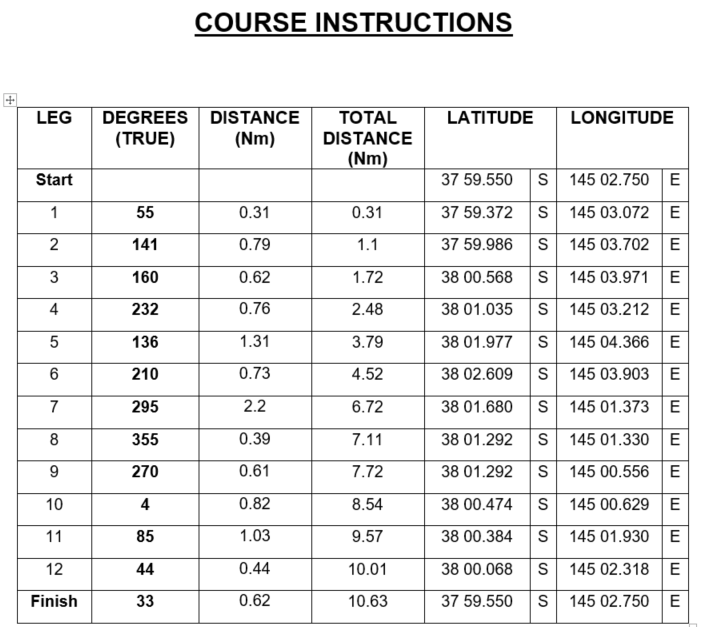 COURSE INSTRUCTIONS
LEG DEGREES (TRUE) DISTANCE (Nm) TOTAL DISTANCE (Nm) LATITUDE LONGITUDE
Start 37 59.550 S 145 02.750 E
1 55 0.31 0.31 37 59.372 S 145 03.072 E
2 141 0.79 1.1 37 59.986 S 145 03.702 E
3 160 0.62 1.72 38 00.568 S 145 03.971 E
4 232 0.76 2.48 38 01.035 S 145 03.212 E
5 136 1.31 3.79 38 01.977 S 145 04.366 E
6 210 0.73 4.52 38 02.609 S 145 03.903 E
7 295 2.2 6.72 38 01.680 S 145 01.373 E
8 355 0.39 7.11 38 01.292 S 145 01.330 E
9 270 0.61 7.72 38 01.292 S 145 00.556 E
10 4 0.82 8.54 38 00.474 S 145 00.629 E
11 85 1.03 9.57 38 00.384 S 145 01.930 E
12 44 0.44 10.01 38 00.068 S 145 02.318 E
Finish 33 0.62 10.63 37 59.550 S 145 02.750 E